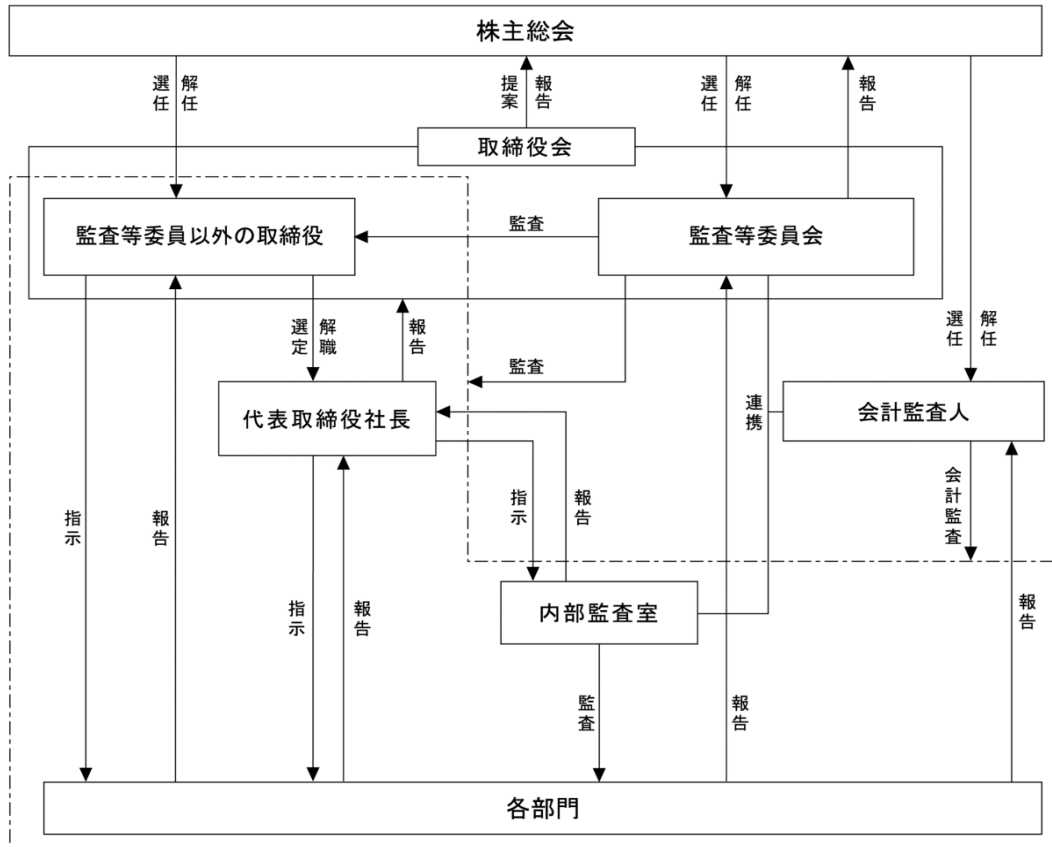 株主総会
選任
解任
提案
報告
選任
解任
報告
取締役会
監査等委員以外の取締役
監査
監査等委員会
選定
解職
報告
監査
選任
解任
代表取締役社長
連携
会計監査人
指示
報告
指示
報告
会計監査
内部監査室
指示
報告
報告
監査
報告
各部門